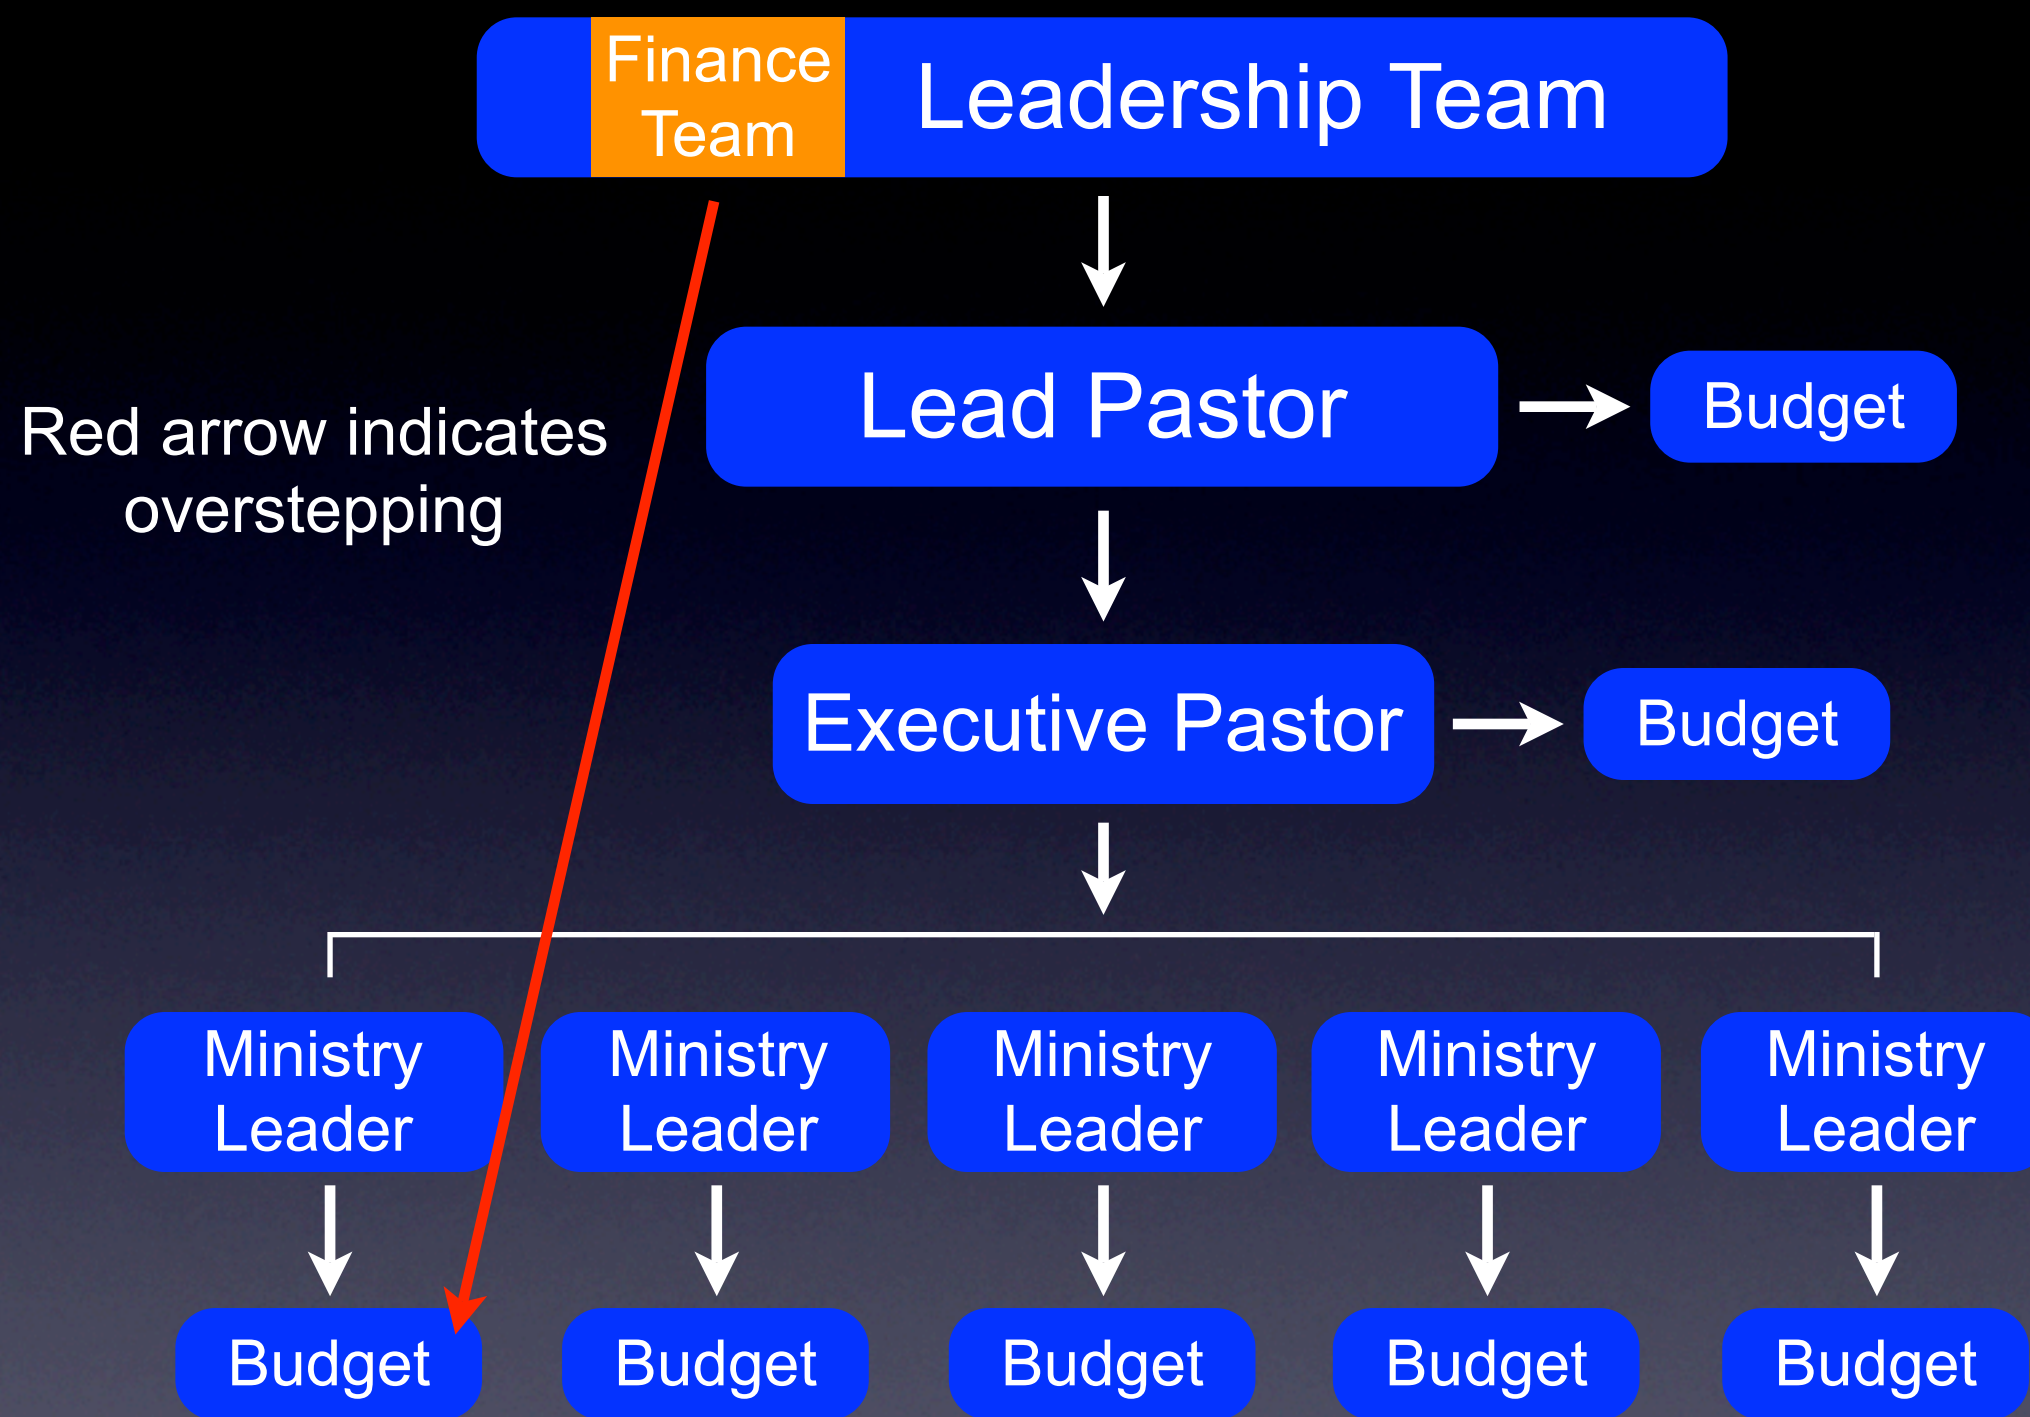 Finance
Team
Leadership Team
Lead Pastor
Budget
Red arrow indicates
overstepping
Executive Pastor
Budget
Ministry
Leader
Ministry
Leader
Ministry
Leader
Ministry
Leader
Ministry
Leader
Budget
Budget
Budget
Budget
Budget